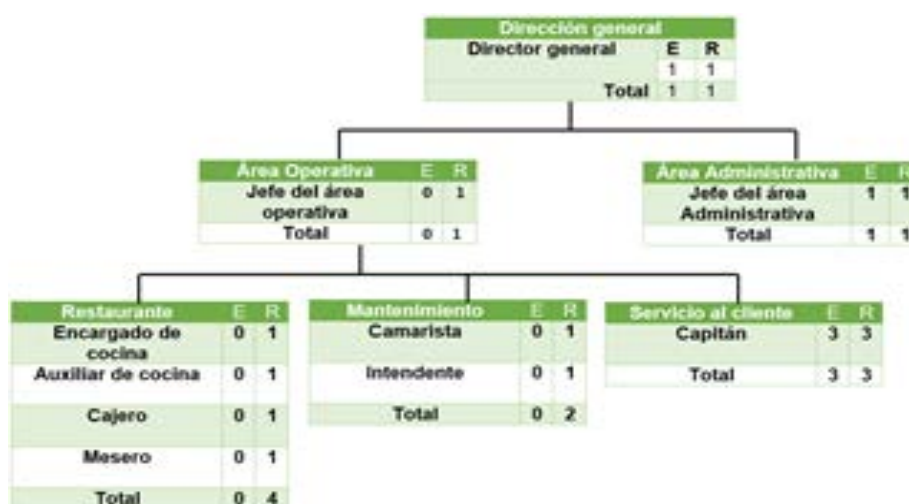 Dirección general
Director general E R
1 1
Total 1 1
Área Operativa E R
Jefe del área operativa 0 1
Total 0 1
Área Administrativa E R
Jefe del área Administrativa 1 1
Total 1 1
Restaurante E R
Encargado de cocina 0 1
Auxiliar de cocina 0 1
Cajero 0 1
Mesero 0 1
Total 0 4
Mantenimiento E R
Camarista 0 1
Intendente 0 1
Total 0 2
Servicio al cliente E R
Capitán 3 3
Total 3 3